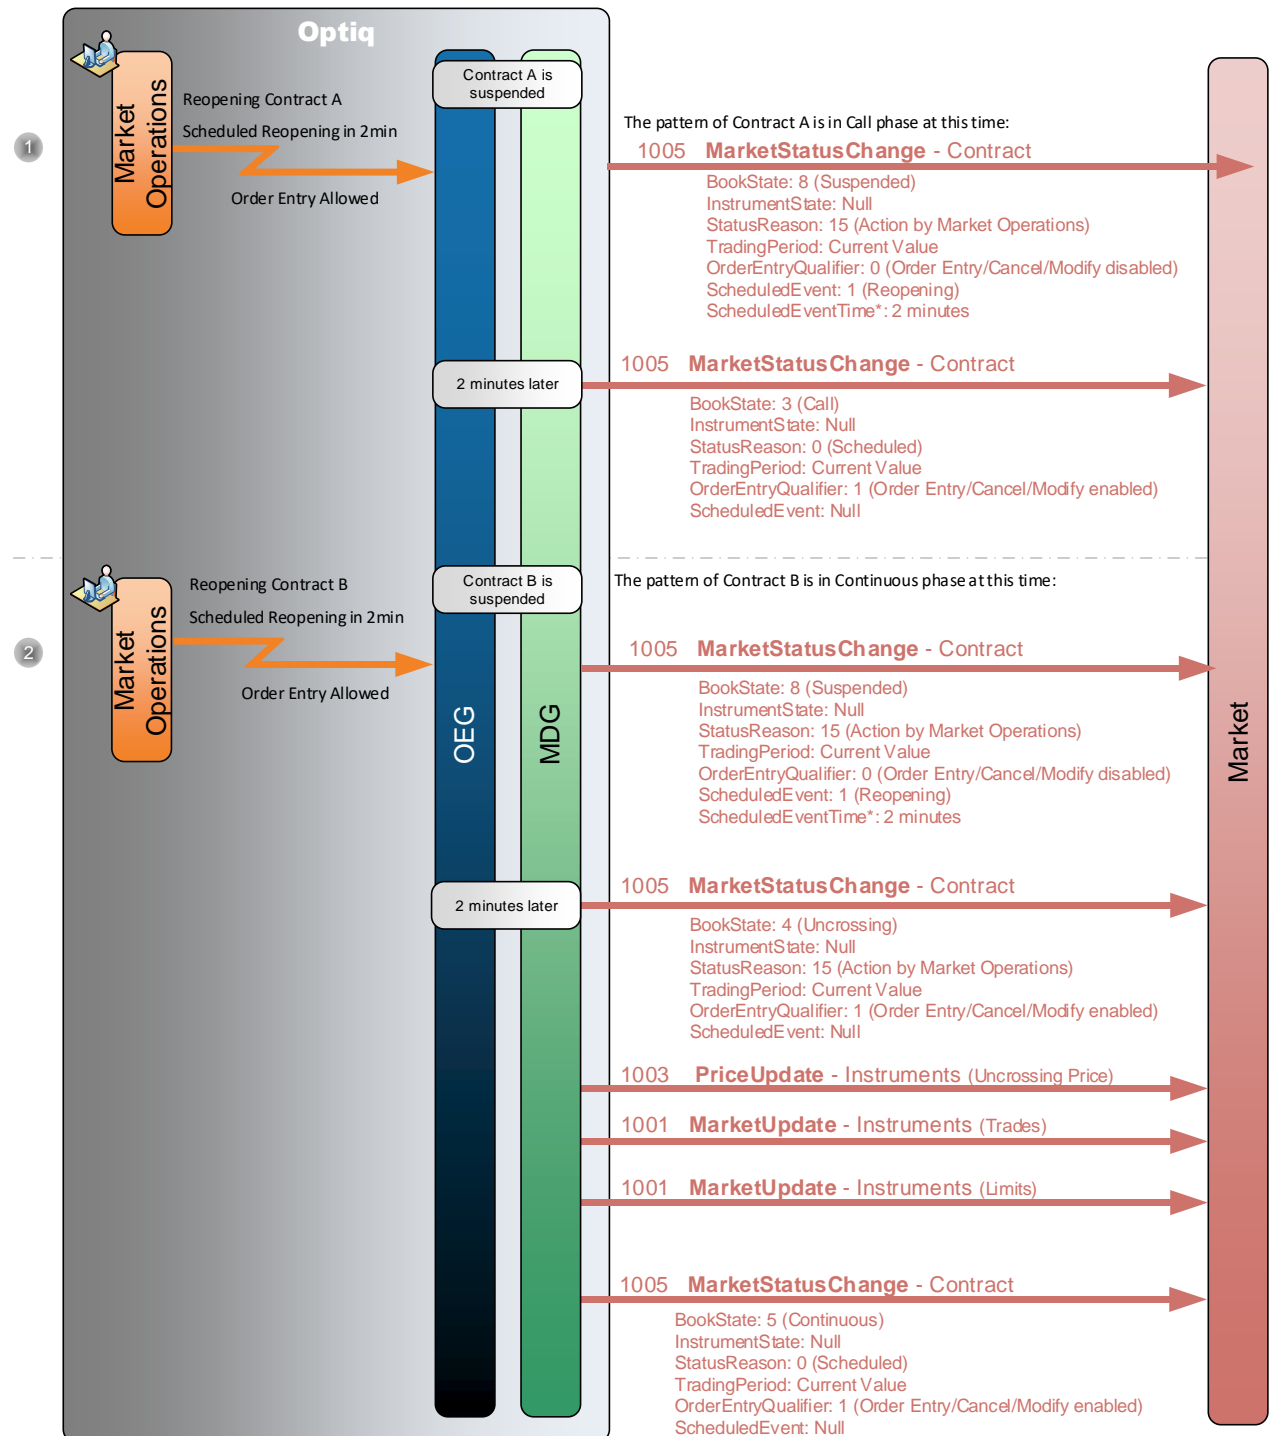 Optiq
Market Operations
Reopening Contract A
Scheduled Reopening in 2min
Order Entry Allowed
Contract A is
suspended
1
The pattern of Contract A is in Call phase at this time:
1005 MarketStatusChange - Contract
BookState: 8 (Suspended)
InstrumentState: Null
StatusReason: 15 (Action by Market Operations)
TradingPeriod: Current Value
OrderEntryQualifier: 0 (Order Entry/Cancel/Modify disabled)
ScheduledEvent: 1 (Reopening)
ScheduledEventTime*: 2 minutes
2 minutes later
1005 MarketStatusChange - Contract
BookState: 3 (Call)
InstrumentState: Null
StatusReason: 0 (Scheduled)
TradingPeriod: Current Value
OrderEntryQualifier: 1 (Order Entry/Cancel/Modify enabled)
ScheduledEvent: Null
2
Market Operations
Reopening Contract B
Scheduled Reopening in 2min
Order Entry Allowed
Contract B is
suspended
The pattern of Contract B is in Continuous phase at this time:
OEG
MDG
Market
1005 MarketStatusChange - Contract
BookState: 8 (Suspended)
InstrumentState: Null
StatusReason: 15 (Action by Market Operations)
TradingPeriod: Current Value
OrderEntryQualifier: 0 (Order Entry/Cancel/Modify disabled)
ScheduledEvent: 1 (Reopening)
ScheduledEventTime*: 2 minutes
2 minutes later
1005 MarketStatusChange - Contract
BookState: 4 (Uncrossing)
InstrumentState: Null
StatusReason: 15 (Action by Market Operations)
TradingPeriod: Current Value
OrderEntryQualifier: 1 (Order Entry/Cancel/Modify enabled)
ScheduledEvent: Null
1003 PriceUpdate - Instruments (Uncrossing Price)
1001 MarketUpdate - Instruments (Trades)
1001 MarketUpdate - Instruments (Limits)
1005 MarketStatusChange - Contract
BookState: 5 (Continuous)
InstrumentState: Null
StatusReason: 0 (Scheduled)
TradingPeriod: Current Value
OrderEntryQualifier: 1 (Order Entry/Cancel/Modify enabled)
ScheduledEvent: Null